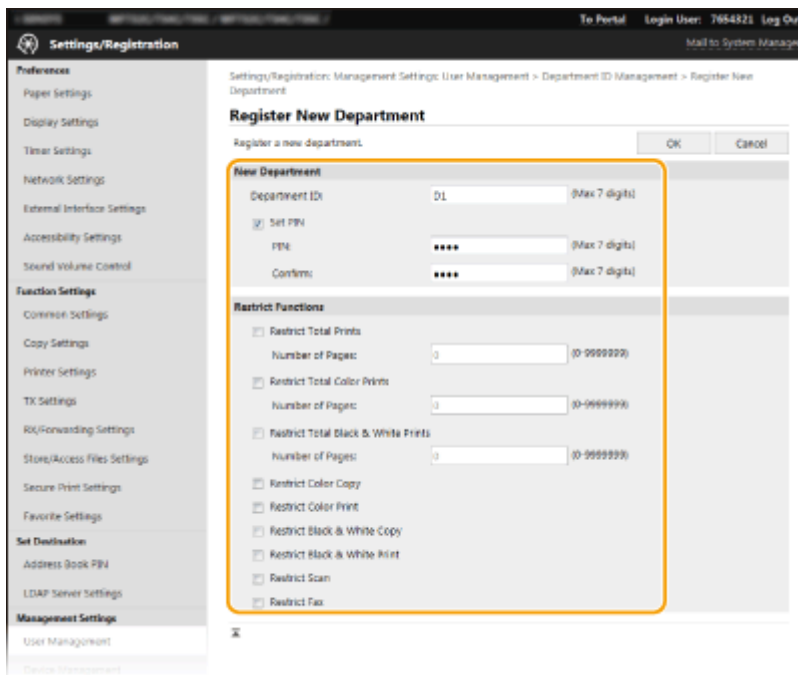 To Portal Login User: 7654321 Log Ou
Settings/Registration
Mail to System Manage
Preferences
Paper Settings
Display Settings
Timer Settings
Network Settings
External Interface Settings
Accessibility Settings
Sound Volume Control
Function Settings
Common Settings
Copy Settings
Printer Settings
TX Settings
RX/Forwarding Settings
Store/Access Files Settings
Secure Print Settings
Favorite Settings
Set Destination
Address Book PIN
LDAP Server Settings
Management Settings
User Management
Device Management
Settings/Registration: Management Settings: User Management > Department ID Management > Register New
Department
Register New Department
Register a new department.
OK Cancel
New Department
Department ID: D1 (Max 7 digits)
Set PIN
PIN: •••• (Max 7 digits)
Confirm: •••• (Max 7 digits)
Restrict Functions
Restrict Total Prints
Number of Pages: 0 (0-9999999)
Restrict Total Color Prints
Number of Pages: 0 (0-9999999)
Restrict Total Black & White Prints
Number of Pages: 0 (0-9999999)
Restrict Color Copy
Restrict Color Print
Restrict Black & White Copy
Restrict Black & White Print
Restrict Scan
Restrict Fax